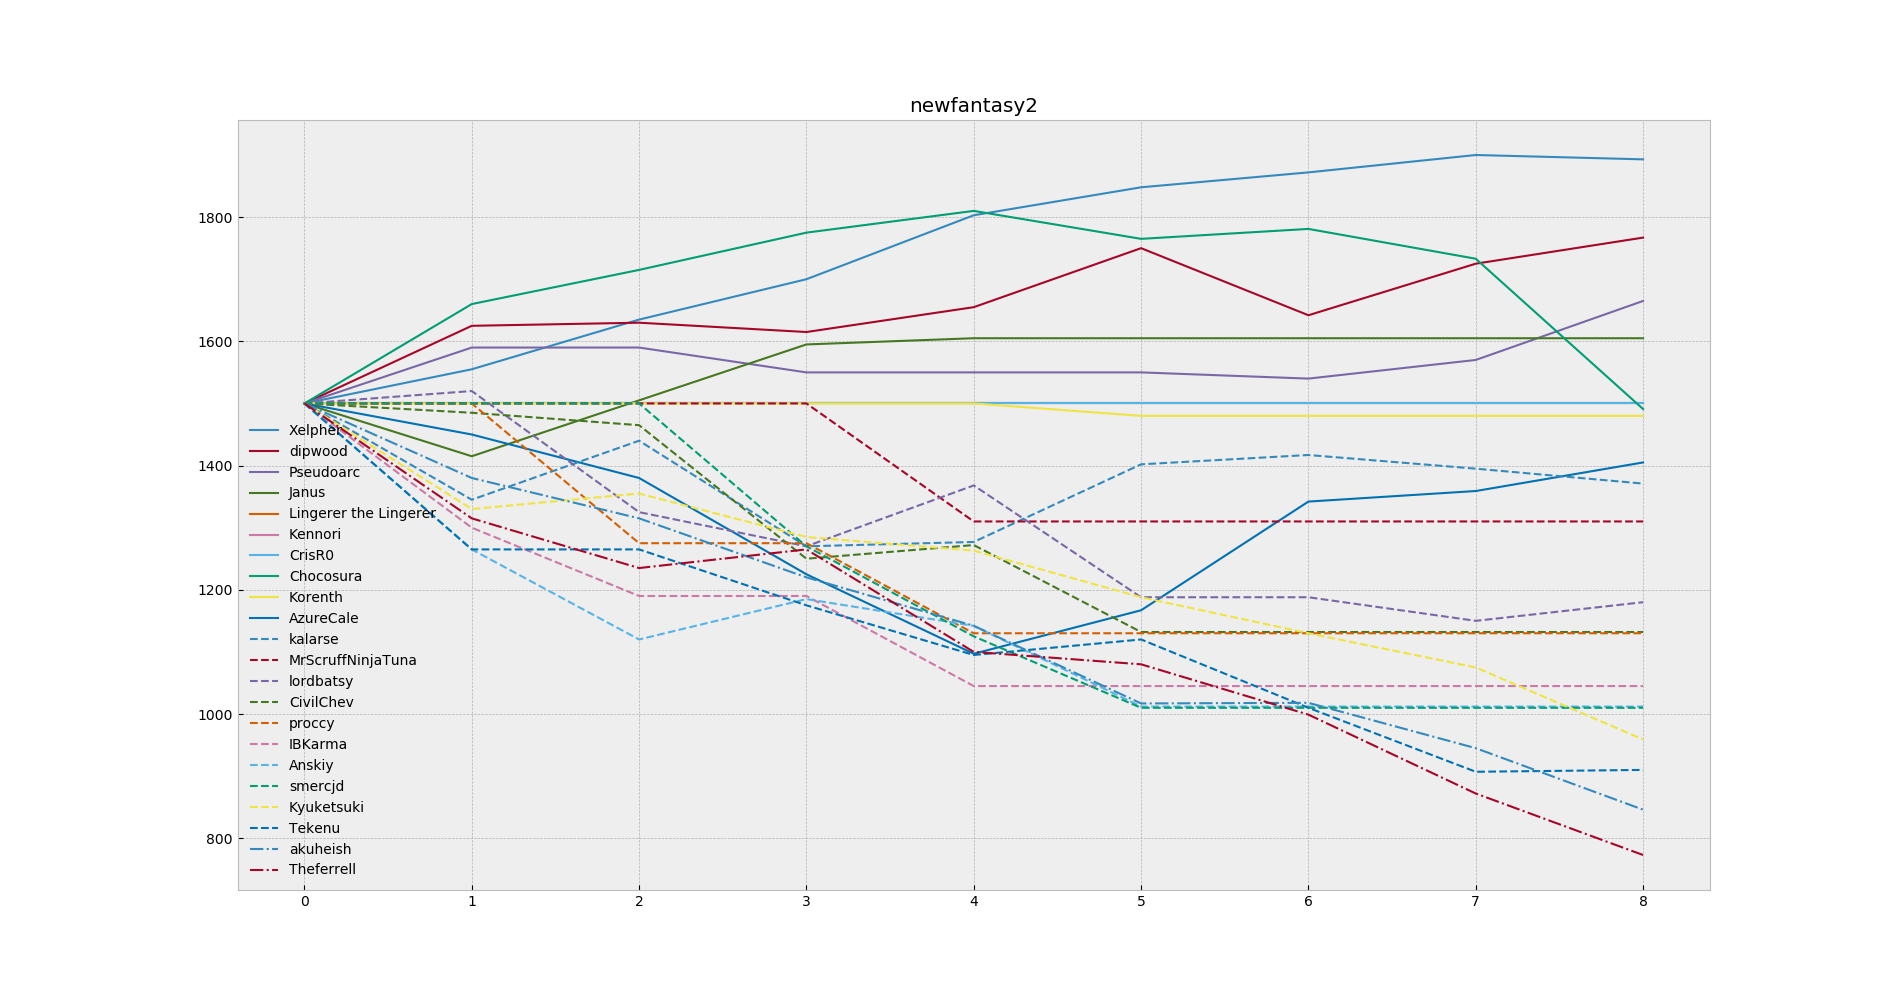 newfantasy2
1800
1600
1400
1200
1000
800
Xelpher
dipwood
Pseudoarc
Janus
Lingerer the Lingerer
Kennori
CrisR0
Chocosura
Korenth
AzureCale
kalarse
MrScruffNinjaTuna
lordbatsy
CivilChev
proccy
IBKarma
Anskiy
smercjd
Kyuketsuki
Tekenu
akuheish
Theferrell
0 1 2 3 4 5 6 7 8